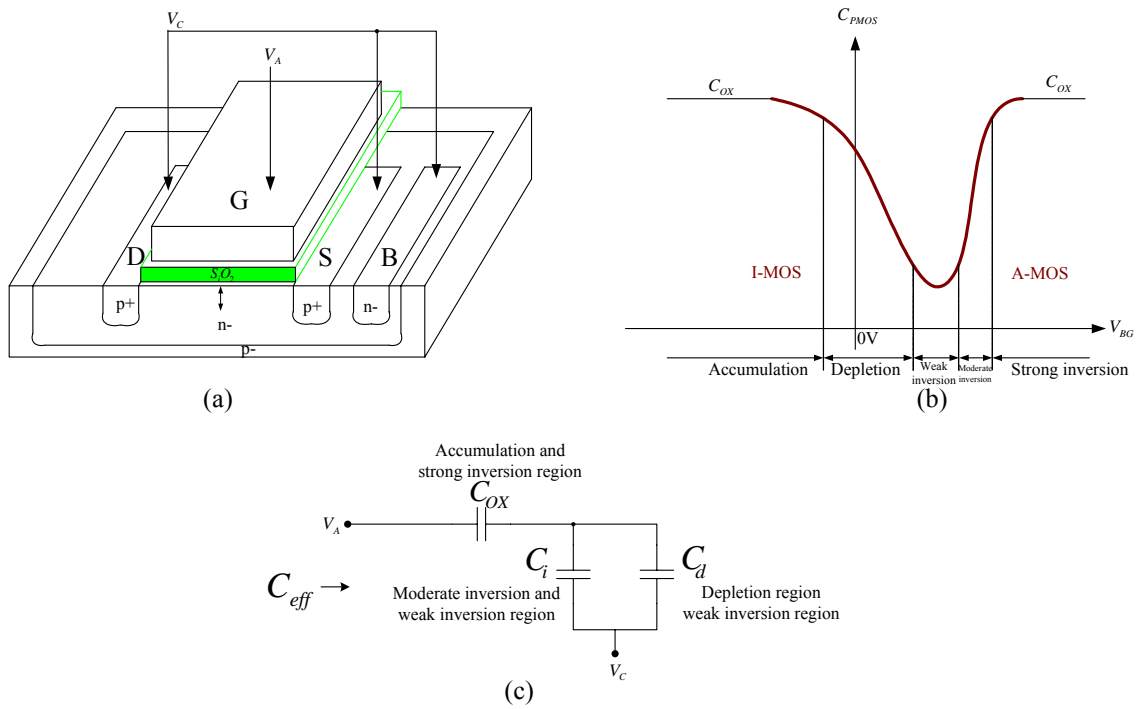 V_C
V_A
G
D
S
B
SiO2
p+
n-
p+
n-
p-
(a)
C_PMOS
C_OX
C_OX
I-MOS
A-MOS
0V
V_BG
Accumulation
Depletion
Weak
inversion
Moderate
inversion
Strong inversion
(b)
Accumulation and
strong inversion region
C_OX
V_A
C_i
C_d
C_eff
Moderate inversion and
weak inversion region
Depletion region
weak inversion region
V_C
(c)